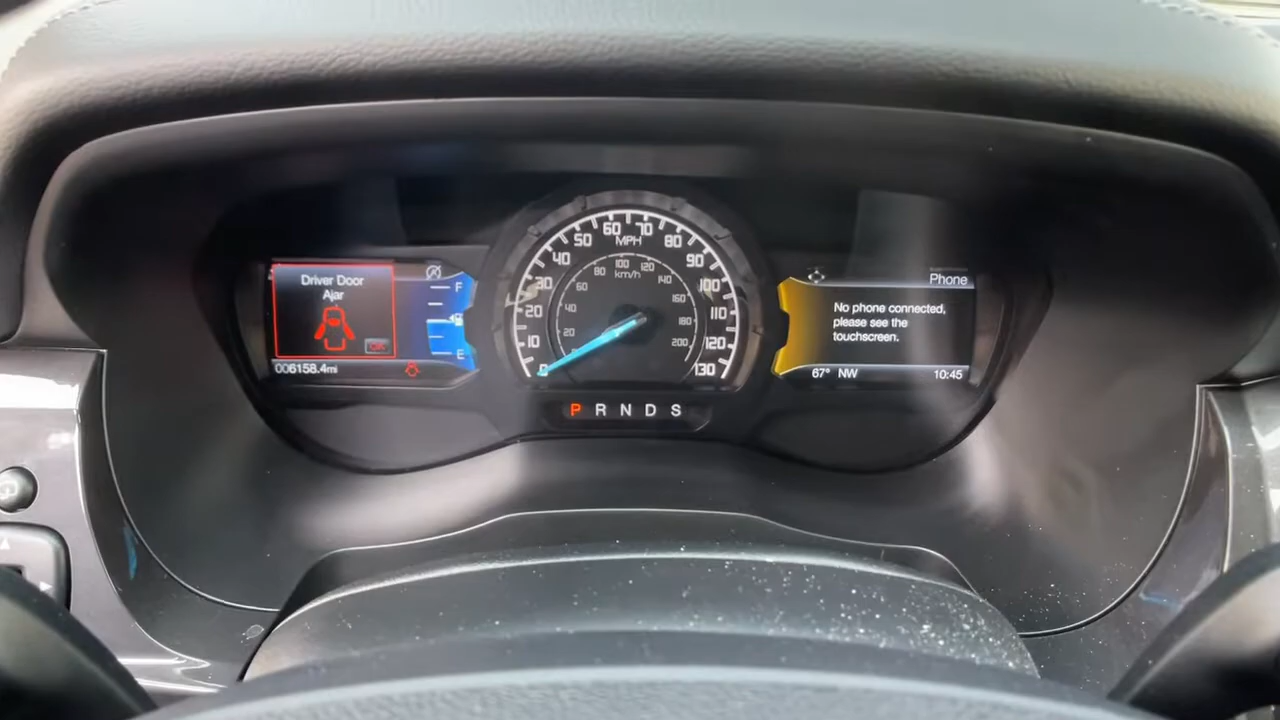 Driver Door
Ajar
OK
F
E
006158.4mi
0
10
20
30
40
50
60
70
80
90
100
110
120
130
MPH
km/h
20
40
60
80
100
120
140
160
180
200
P R N D S
Phone
No phone connected,
please see the
touchscreen.
67° NW
10:45